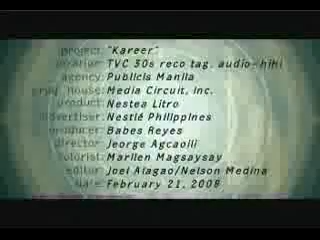 project: "Kareer"
duration: TVC 30s reco tag, audio-hihi
agency: Publicis Manila
prod. House: Media Circuit, Inc.
product: Nestea Litro
advertiser: Nestlé Philippines
producer: Babes Reyes
director: Jeorge Agcaoili
colorist: Marilen Magsaysay
editor: Joel Alagao/Nelson Medina
date: February 21, 2008